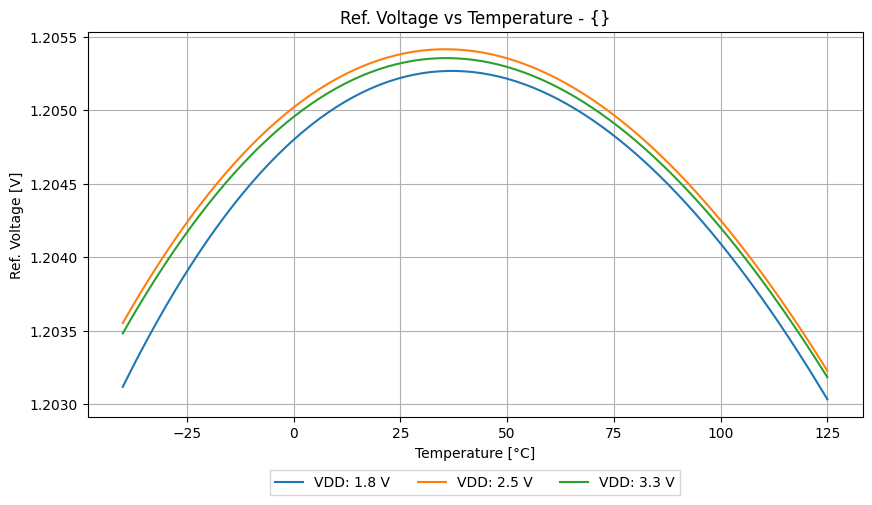 Ref. Voltage vs Temperature - {}
Ref. Voltage [V]
1.2055
1.2050
1.2045
1.2040
1.2035
1.2030
−25
0
25
50
75
100
125
Temperature [°C]
VDD: 1.8 V
VDD: 2.5 V
VDD: 3.3 V